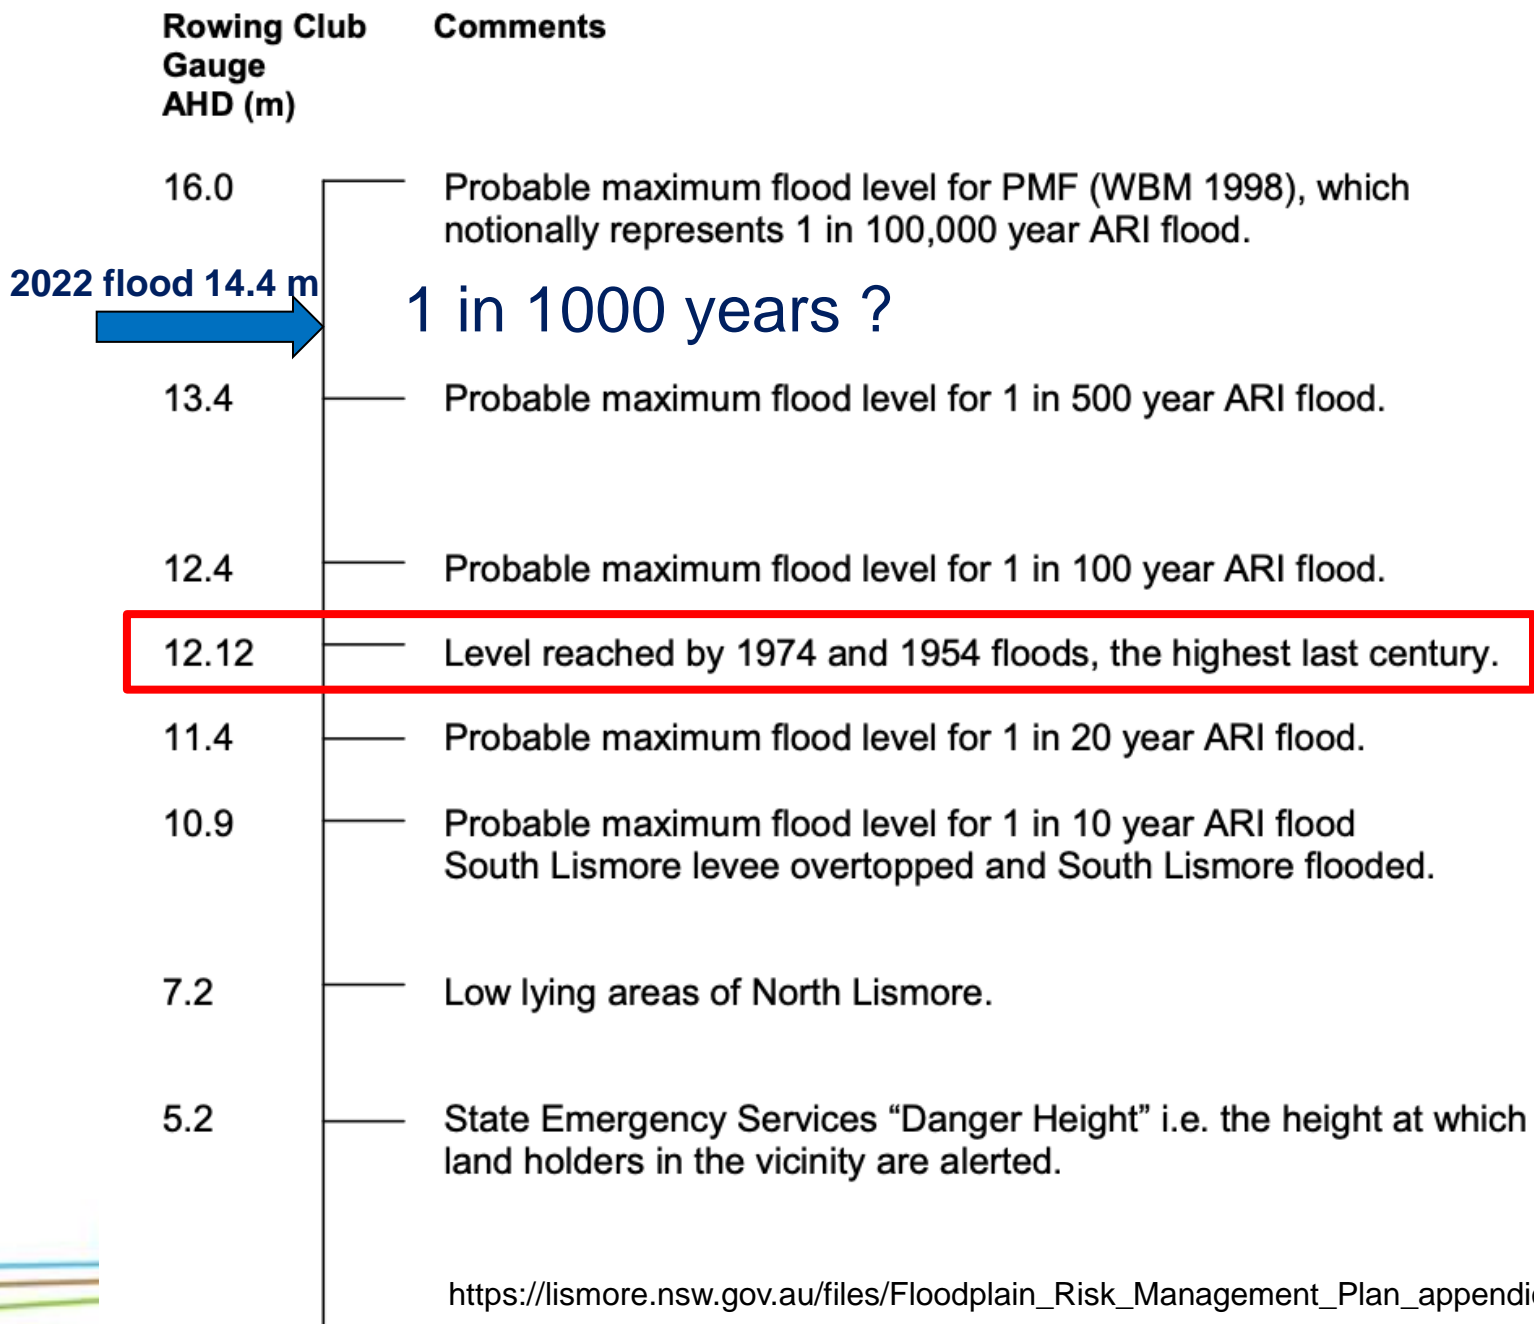 Rowing Club Gauge AHD (m)
Comments
16.0 Probable maximum flood level for PMF (WBM 1998), which
notionally represents 1 in 100,000 year ARI flood.
2022 flood 14.4 m
1 in 1000 years ?
13.4 Probable maximum flood level for 1 in 500 year ARI flood.
12.4 Probable maximum flood level for 1 in 100 year ARI flood.
12.12 Level reached by 1974 and 1954 floods, the highest last century.
11.4 Probable maximum flood level for 1 in 20 year ARI flood.
10.9 Probable maximum flood level for 1 in 10 year ARI flood
South Lismore levee overtopped and South Lismore flooded.
7.2 Low lying areas of North Lismore.
5.2 State Emergency Services “Danger Height” i.e. the height at which
land holders in the vicinity are alerted.
https://lismore.nsw.gov.au/files/Floodplain_Risk_Management_Plan_appendi